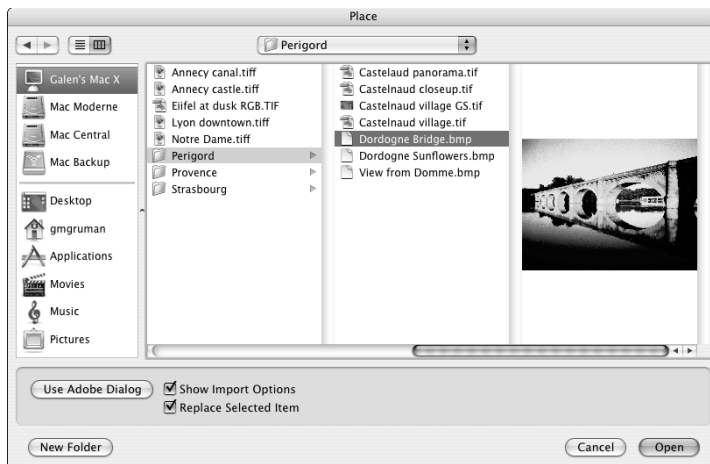 Place
Perigord
Galen's Mac X
Mac Moderne
Mac Central
Mac Backup
Desktop
gmgruman
Applications
Movies
Music
Pictures
Annecy canal.tiff
Annecy castle.tiff
Eiifel at dusk RGB.TIF
Lyon downtown.tiff
Notre Dame.tiff
Perigord
Provence
Strasbourg
Castelaud panorama.tif
Castelnaud closeup.tif
Castelnaud village GS.tif
Castelnaud village.tif
Dordogne Bridge.bmp
Dordogne Sunflowers.bmp
View from Domme.bmp
Use Adobe Dialog
Show Import Options
Replace Selected Item
New Folder
Cancel
Open